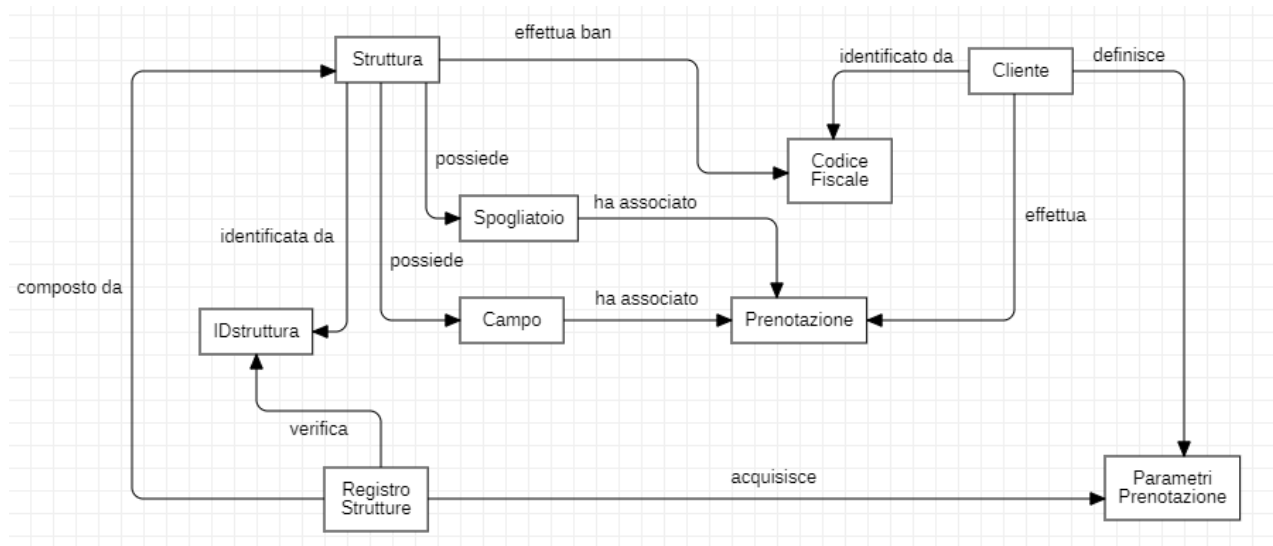 effettua ban
Struttura
identificato da
Cliente
definisce
possiede
Codice
Fiscale
Spogliatoio
ha associato
effettua
identificata da
possiede
composto da
IDstruttura
Campo
ha associato
Prenotazione
verifica
Registro
Strutture
acquisisce
Parametri
Prenotazione